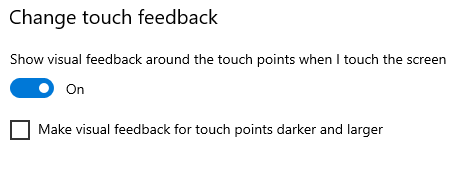 Change touch feedback
Show visual feedback around the touch points when I touch the screen
On
Make visual feedback for touch points darker and larger